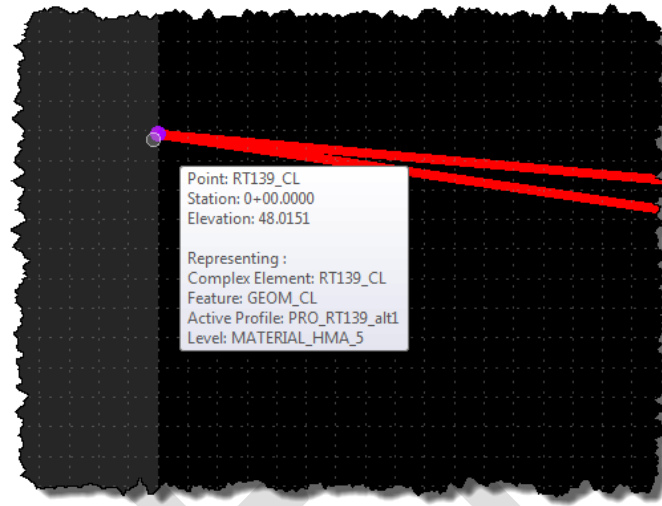 Point: RT139_CL
Station: 0+00.0000
Elevation: 48.0151
Representing :
Complex Element: RT139_CL
Feature: GEOM_CL
Active Profile: PRO_RT139_alt1
Level: MATERIAL_HMA_5